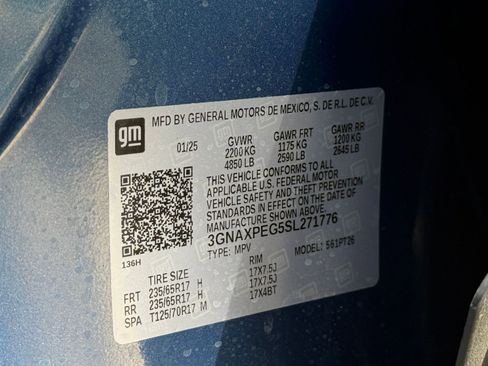 gm
MFD BY GENERAL MOTORS DE MEXICO, S. DE R.L. DE C.V.
01/25 GVWR GAWR FRT GAWR RR
2200 KG 1175 KG 1200 KG
4850 LB 2590 LB 2645 LB
THIS VEHICLE CONFORMS TO ALL
APPLICABLE U.S. FEDERAL MOTOR
VEHICLE SAFETY AND THEFT PREVENTION
STANDARDS IN EFFECT ON THE DATE OF
MANUFACTURE SHOWN ABOVE.
3GNAXPEG5SL271776
TYPE: MPV MODEL: 561PT26
136H
TIRE SIZE RIM
FRT 235/65R17 H 17X7.5J
RR 235/65R17 H 17X7.5J
SPA T125/70R17 M 17X4BT